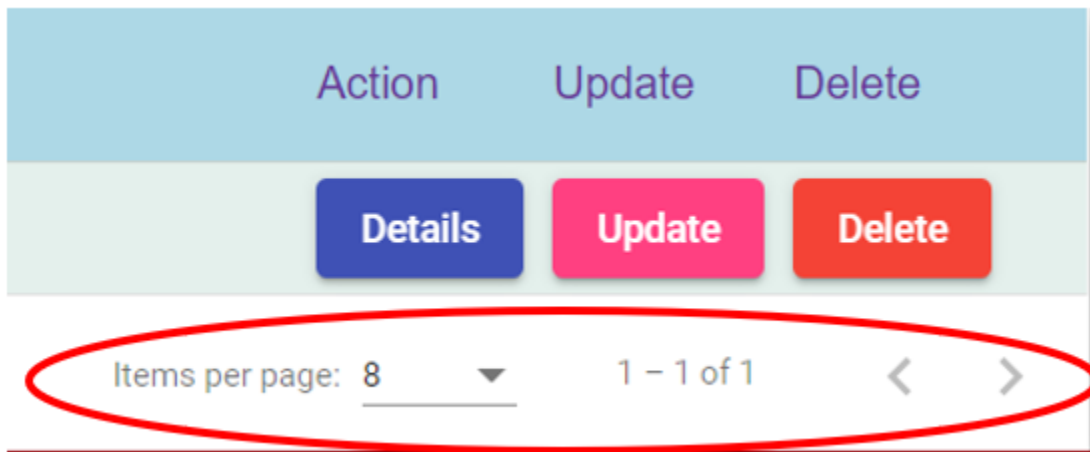 Action Update Delete
Details Update Delete
Items per page: 8 1 – 1 of 1